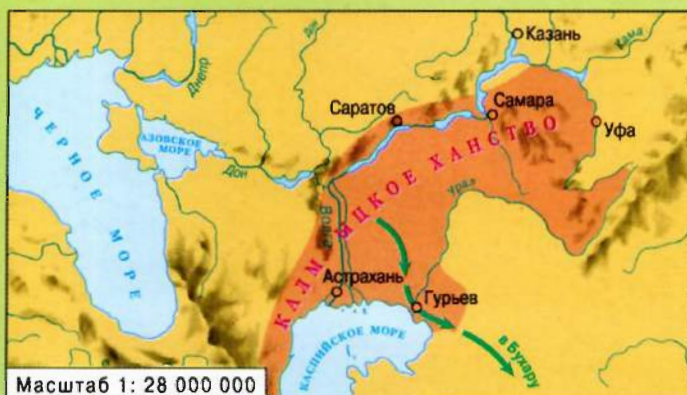 Казань
Кама
Днепр
Дон
Саратов
Самара
Уфа
ЧЕРНОЕ МОРЕ
АЗОВСКОЕ
МОРЕ
Дон
Волга
Урал
КАЛМЫЦКОЕ ХАНСТВО
Астрахань
Гурьев
КАСПИЙСКОЕ МОРЕ
в Бухару
Масштаб 1: 28 000 000